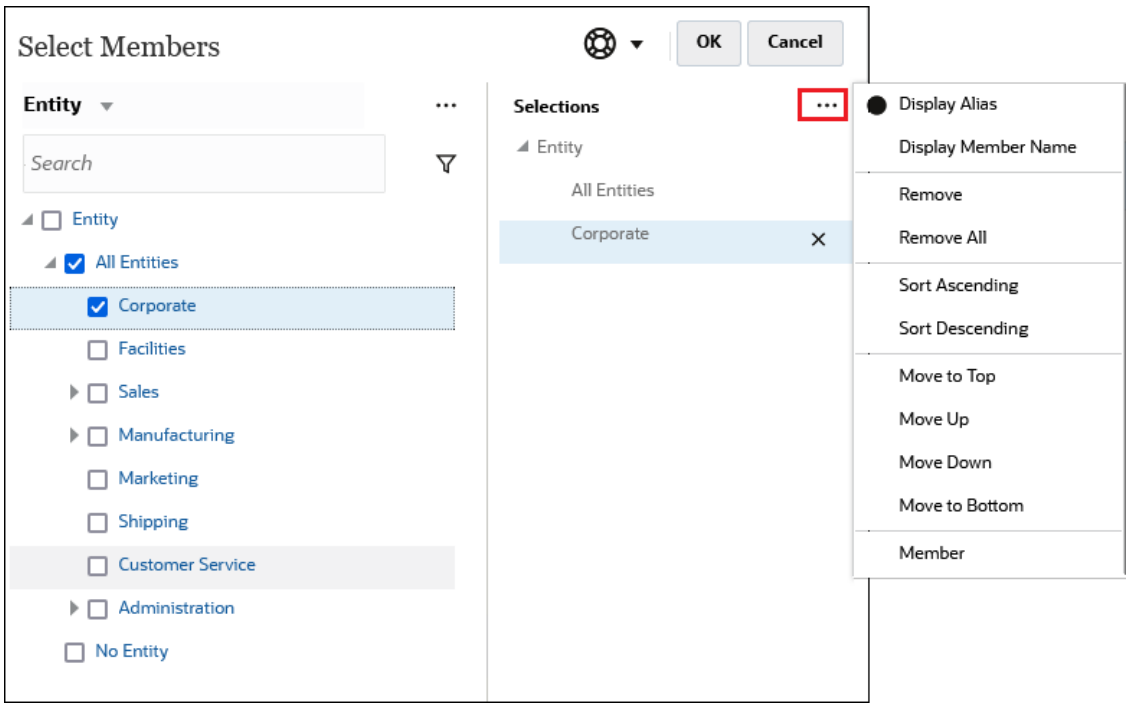 Select Members
OK
Cancel
Entity
...
Search
Entity
All Entities
Corporate
Facilities
Sales
Manufacturing
Marketing
Shipping
Customer Service
Administration
No Entity
Selections
...
Entity
All Entities
Corporate
Display Alias
Display Member Name
Remove
Remove All
Sort Ascending
Sort Descending
Move to Top
Move Up
Move Down
Move to Bottom
Member